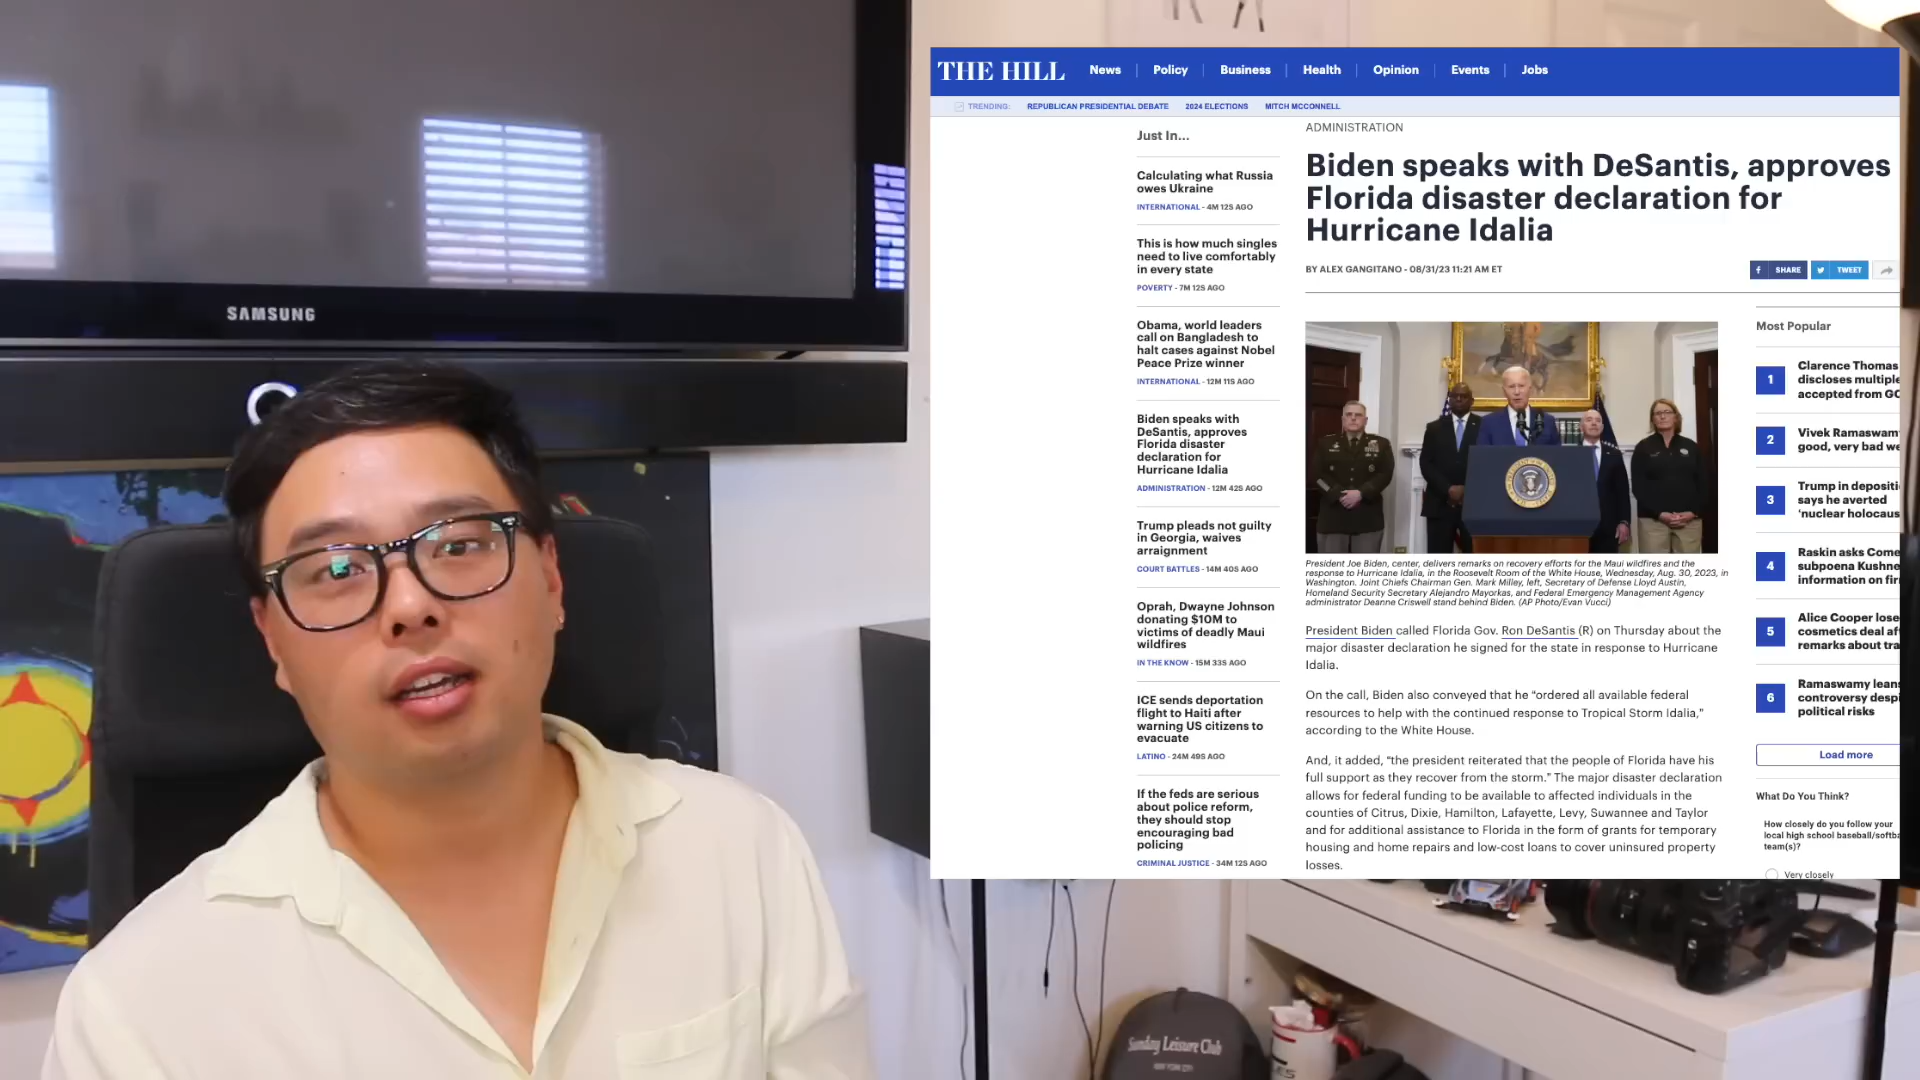 SAMSUNG
THE HILL
News
Policy
Business
Health
Opinion
Events
Jobs
TRENDING:
REPUBLICAN PRESIDENTIAL DEBATE
2024 ELECTIONS
MITCH MCCONNELL
Just In...
Calculating what Russia
owes Ukraine
INTERNATIONAL - 4M 12S AGO
This is how much singles
need to live comfortably
in every state
POVERTY - 7M 12S AGO
Obama, world leaders
call on Bangladesh to
halt cases against Nobel
Peace Prize winner
INTERNATIONAL - 12M 11S AGO
Biden speaks with
DeSantis, approves
Florida disaster
declaration for
Hurricane Idalia
ADMINISTRATION - 12M 42S AGO
Trump pleads not guilty
in Georgia, waives
arraignment
COURT BATTLES - 14M 40S AGO
Oprah, Dwayne Johnson
donating $10M to
victims of deadly Maui
wildfires
IN THE KNOW - 15M 33S AGO
ICE sends deportation
flight to Haiti after
warning US citizens to
evacuate
LATINO - 24M 49S AGO
If the feds are serious
about police reform,
they should stop
encouraging bad
policing
CRIMINAL JUSTICE - 34M 12S AGO
ADMINISTRATION
Biden speaks with DeSantis, approves
Florida disaster declaration for
Hurricane Idalia
BY ALEX GANGITANO - 08/31/23 11:21 AM ET
SHARE
TWEET
President Joe Biden, center, delivers remarks on recovery efforts for the Maui wildfires and the
response to Hurricane Idalia, in the Roosevelt Room of the White House, Wednesday, Aug. 30, 2023, in
Washington. Joint Chiefs Chairman Gen. Mark Milley, left, Secretary of Defense Lloyd Austin,
Homeland Security Secretary Alejandro Mayorkas, and Federal Emergency Management Agency
administrator Deanne Criswell stand behind Biden. (AP Photo/Evan Vucci)
President Biden called Florida Gov. Ron DeSantis (R) on Thursday about the
major disaster declaration he signed for the state in response to Hurricane
Idalia.
On the call, Biden also conveyed that he “ordered all available federal
resources to help with the continued response to Tropical Storm Idalia,”
according to the White House.
And, it added, “the president reiterated that the people of Florida have his
full support as they recover from the storm.” The major disaster declaration
allows for federal funding to be available to affected individuals in the
counties of Citrus, Dixie, Hamilton, Lafayette, Levy, Suwannee and Taylor
and for additional assistance to Florida in the form of grants for temporary
housing and home repairs and low-cost loans to cover uninsured property
losses.
Most Popular
1
Clarence Thomas
discloses multiple
accepted from GO
2
Vivek Ramaswam
good, very bad we
3
Trump in depositi
says he averted
‘nuclear holocaus
4
Raskin asks Come
subpoena Kushne
information on fir
5
Alice Cooper lose
cosmetics deal af
remarks about tra
6
Ramaswamy leans
controversy despi
political risks
Load more
What Do You Think?
How closely do you follow your
local high school baseball/softba
team(s)?
Very closely
Sunday Leisure Club
NEW YORK CITY